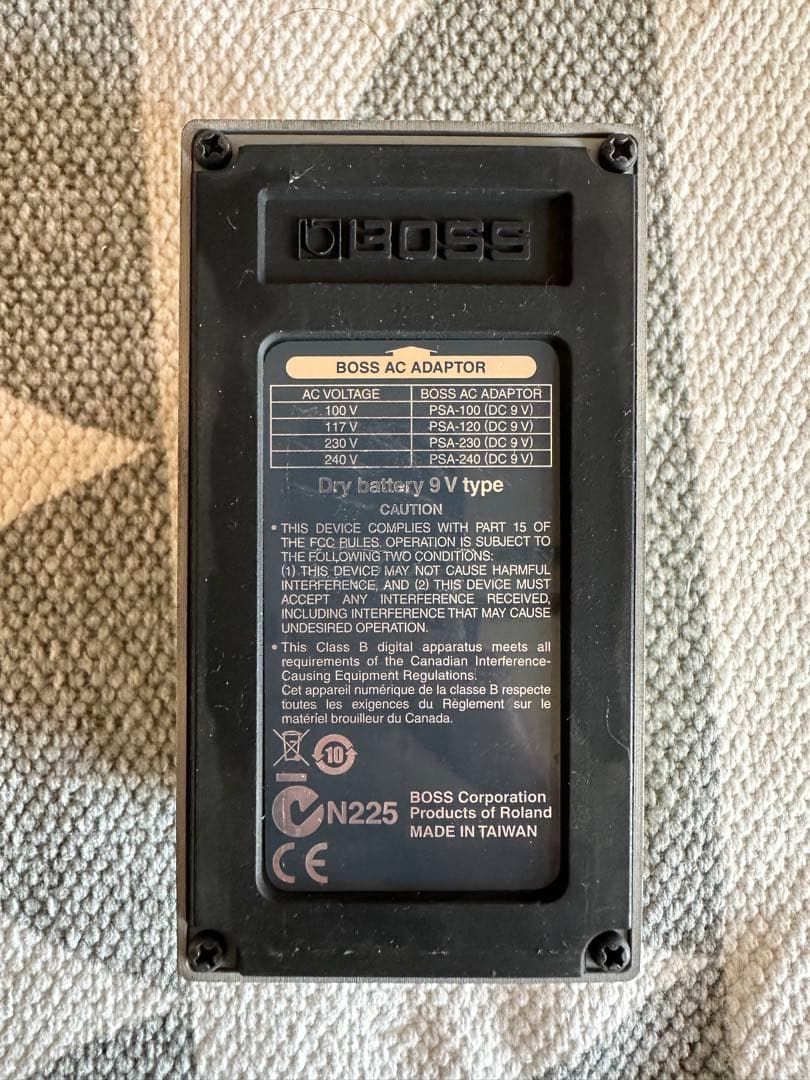 BOSS
BOSS AC ADAPTOR
AC VOLTAGE BOSS AC ADAPTOR
100 V PSA-100 (DC 9 V)
117 V PSA-120 (DC 9 V)
230 V PSA-230 (DC 9 V)
240 V PSA-240 (DC 9 V)
Dry battery 9 V type
CAUTION
• THIS DEVICE COMPLIES WITH PART 15 OF
THE FCC RULES. OPERATION IS SUBJECT TO
THE FOLLOWING TWO CONDITIONS:
(1) THIS DEVICE MAY NOT CAUSE HARMFUL
INTERFERENCE, AND (2) THIS DEVICE MUST
ACCEPT ANY INTERFERENCE RECEIVED,
INCLUDING INTERFERENCE THAT MAY CAUSE
UNDESIRED OPERATION.
• This Class B digital apparatus meets all
requirements of the Canadian Interference-
Causing Equipment Regulations.
Cet appareil numérique de la classe B respecte
toutes les exigences du Règlement sur le
matériel brouilleur du Canada.
10
N225
BOSS Corporation
Products of Roland
MADE IN TAIWAN
CE